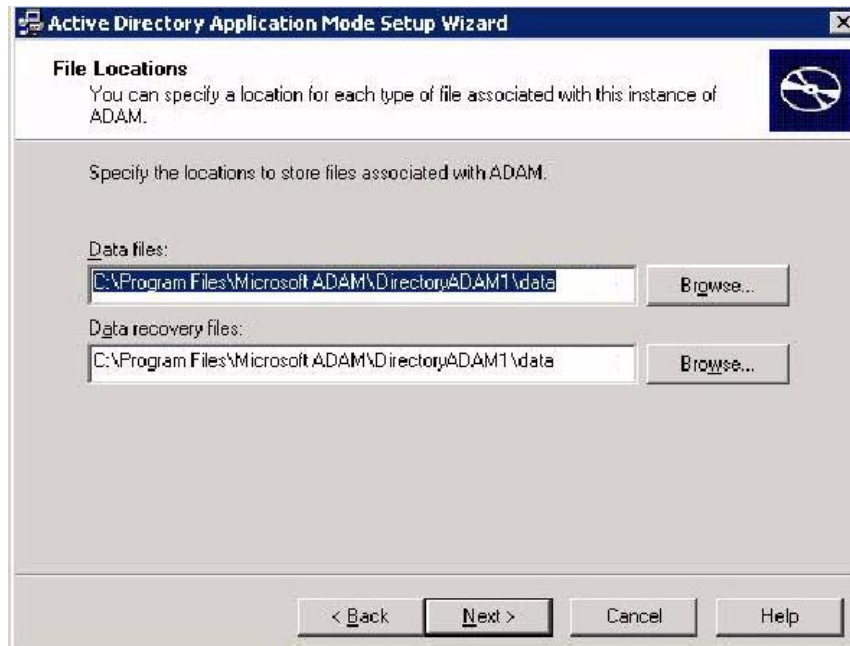 Active Directory Application Mode Setup Wizard
File Locations
You can specify a location for each type of file associated with this instance of
ADAM.
Specify the locations to store files associated with ADAM.
Data files:
C:\Program Files\Microsoft ADAM\DirectoryADAM1\data
Browse...
Data recovery files:
C:\Program Files\Microsoft ADAM\DirectoryADAM1\data
Browse...
< Back
Next >
Cancel
Help